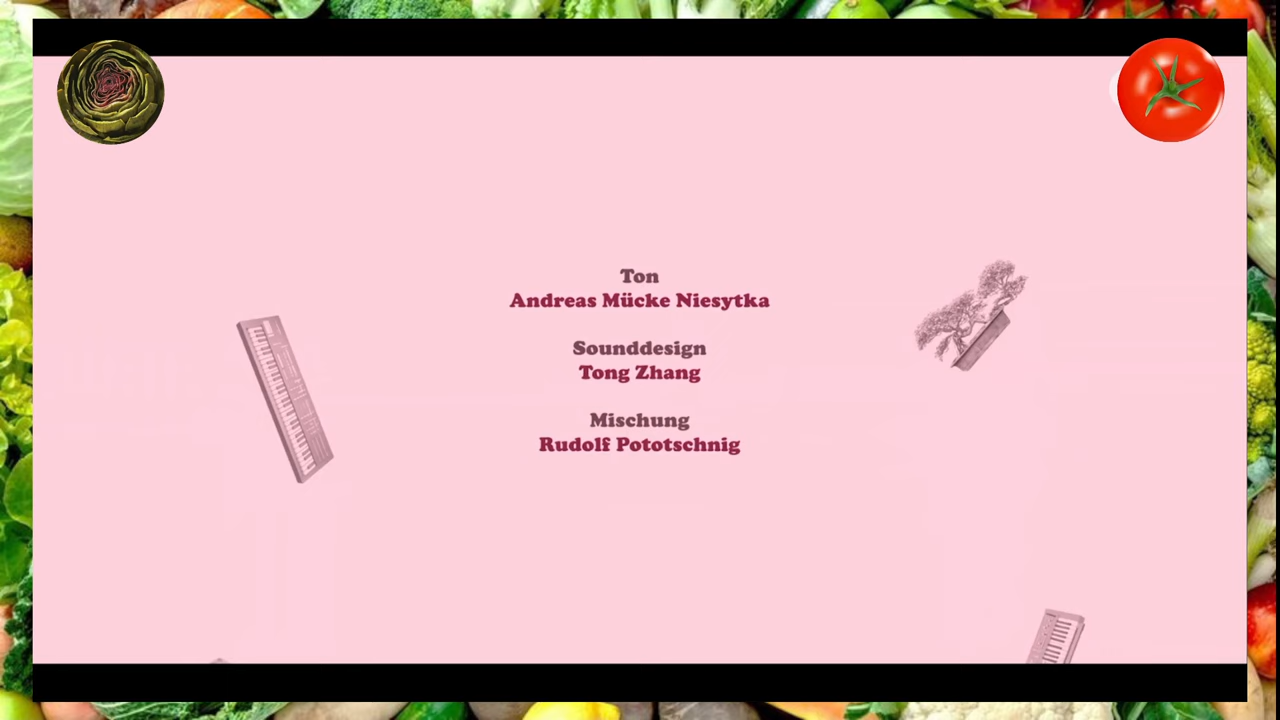 Ton
Andreas Mücke Niesytka
Sounddesign
Tong Zhang
Mischung
Rudolf Pototschnig